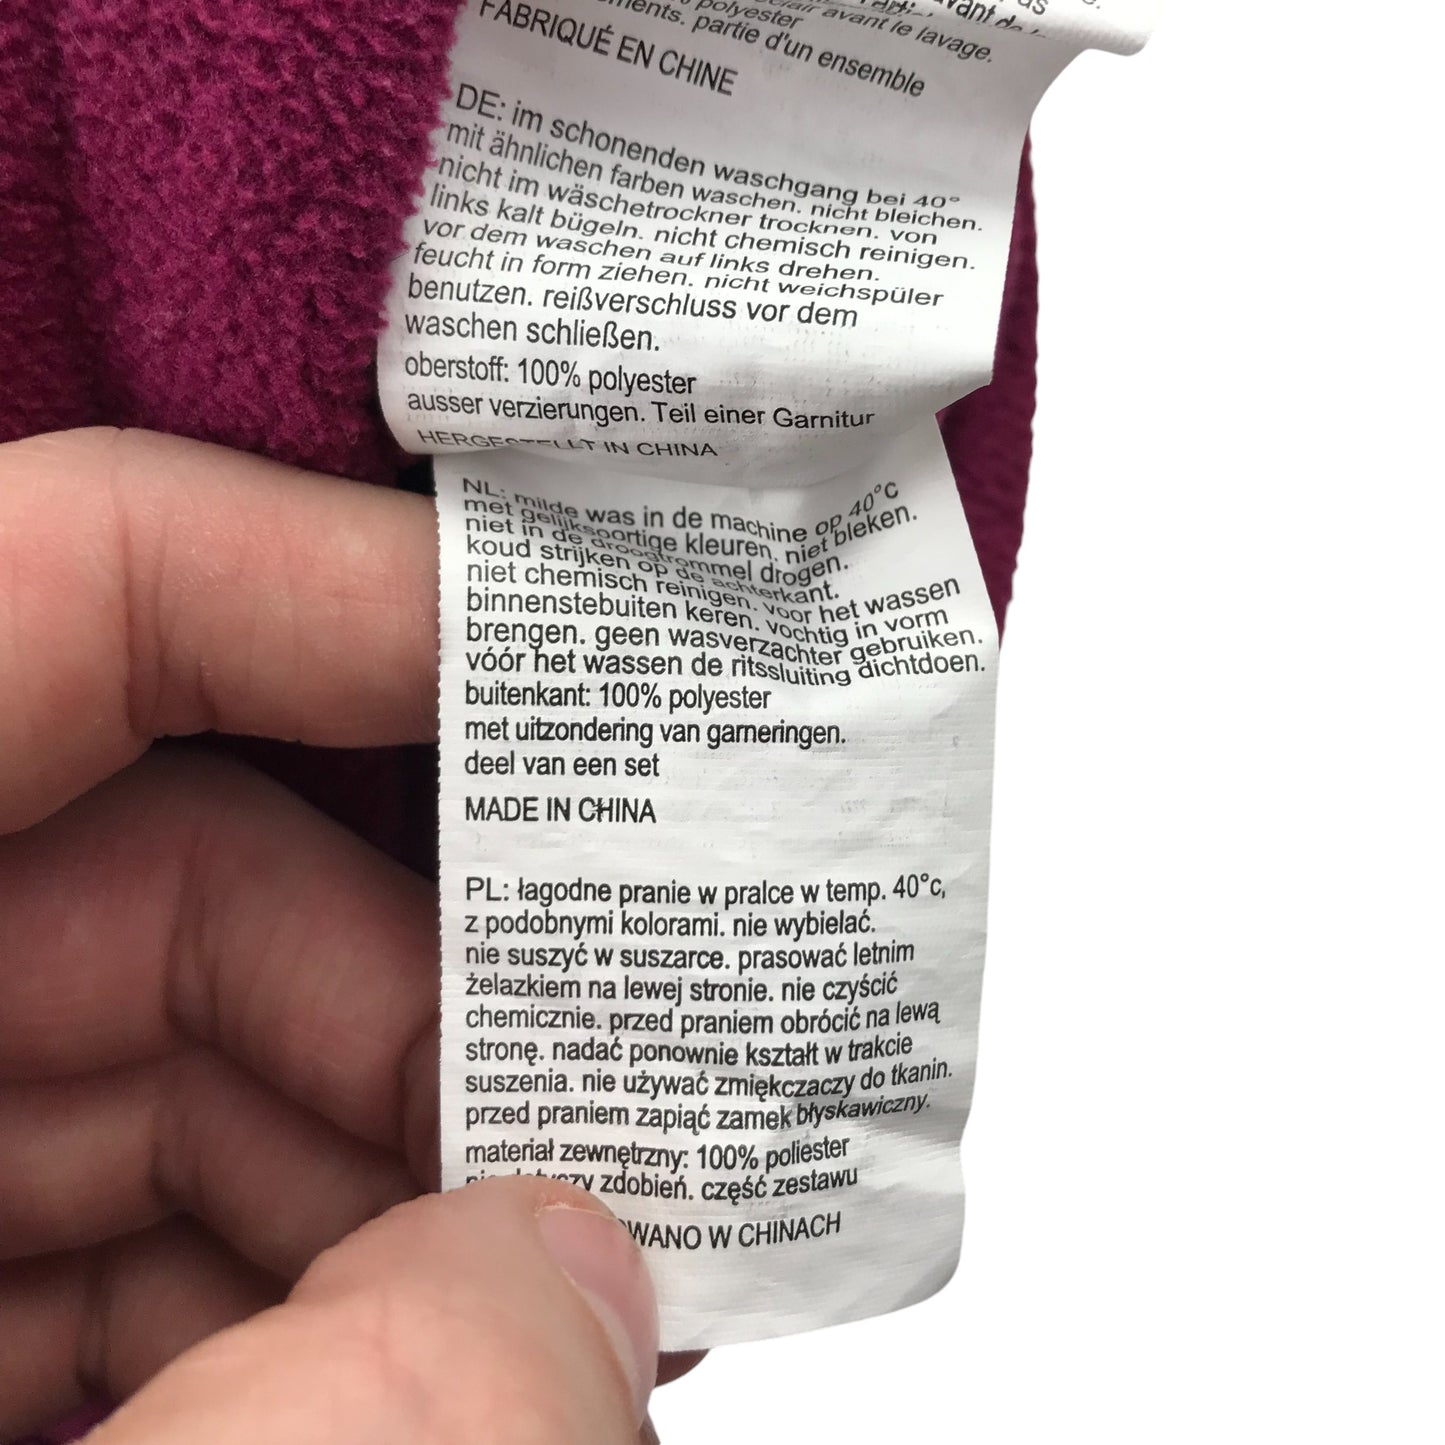 avant de
polyester
éclair avant le lavage.
partie d'un ensemble
FABRIQUÉ EN CHINE
DE: im schonenden waschgang bei 40°
mit ähnlichen farben waschen. nicht bleichen.
nicht im wäschetrockner trocknen. von
links kalt bügeln. nicht chemisch reinigen.
vor dem waschen auf links drehen.
feucht in form ziehen. nicht weichspüler
benutzen. reißverschluss vor dem
waschen schließen.
oberstoff: 100% polyester
ausser verzierungen. Teil einer Garnitur
HERGESTELLT IN CHINA
NL: milde was in de machine op 40°C
met gelijksoortige kleuren. niet bleken.
niet in de droogtrommel drogen.
koud strijken op de achterkant.
niet chemisch reinigen. voor het wassen
binnenstebuiten keren. vochtig in vorm
brengen. geen wasverzachter gebruiken.
vóór het wassen de ritssluiting dichtdoen.
buitenkant: 100% polyester
met uitzondering van garneringen.
deel van een set
MADE IN CHINA
PL: łagodne pranie w pralce w temp. 40°c,
z podobnymi kolorami. nie wybielać.
nie suszyć w suszarce. prasować letnim
żelazkiem na lewej stronie. nie czyścić
chemicznie. przed praniem obrócić na lewą
stronę. nadać ponownie kształt w trakcie
suszenia. nie używać zmiękczaczy do tkanin.
przed praniem zapiąć zamek błyskawiczny.
materiał zewnętrzny: 100% poliester
zdobień. część zestawu
WANO W CHINACH